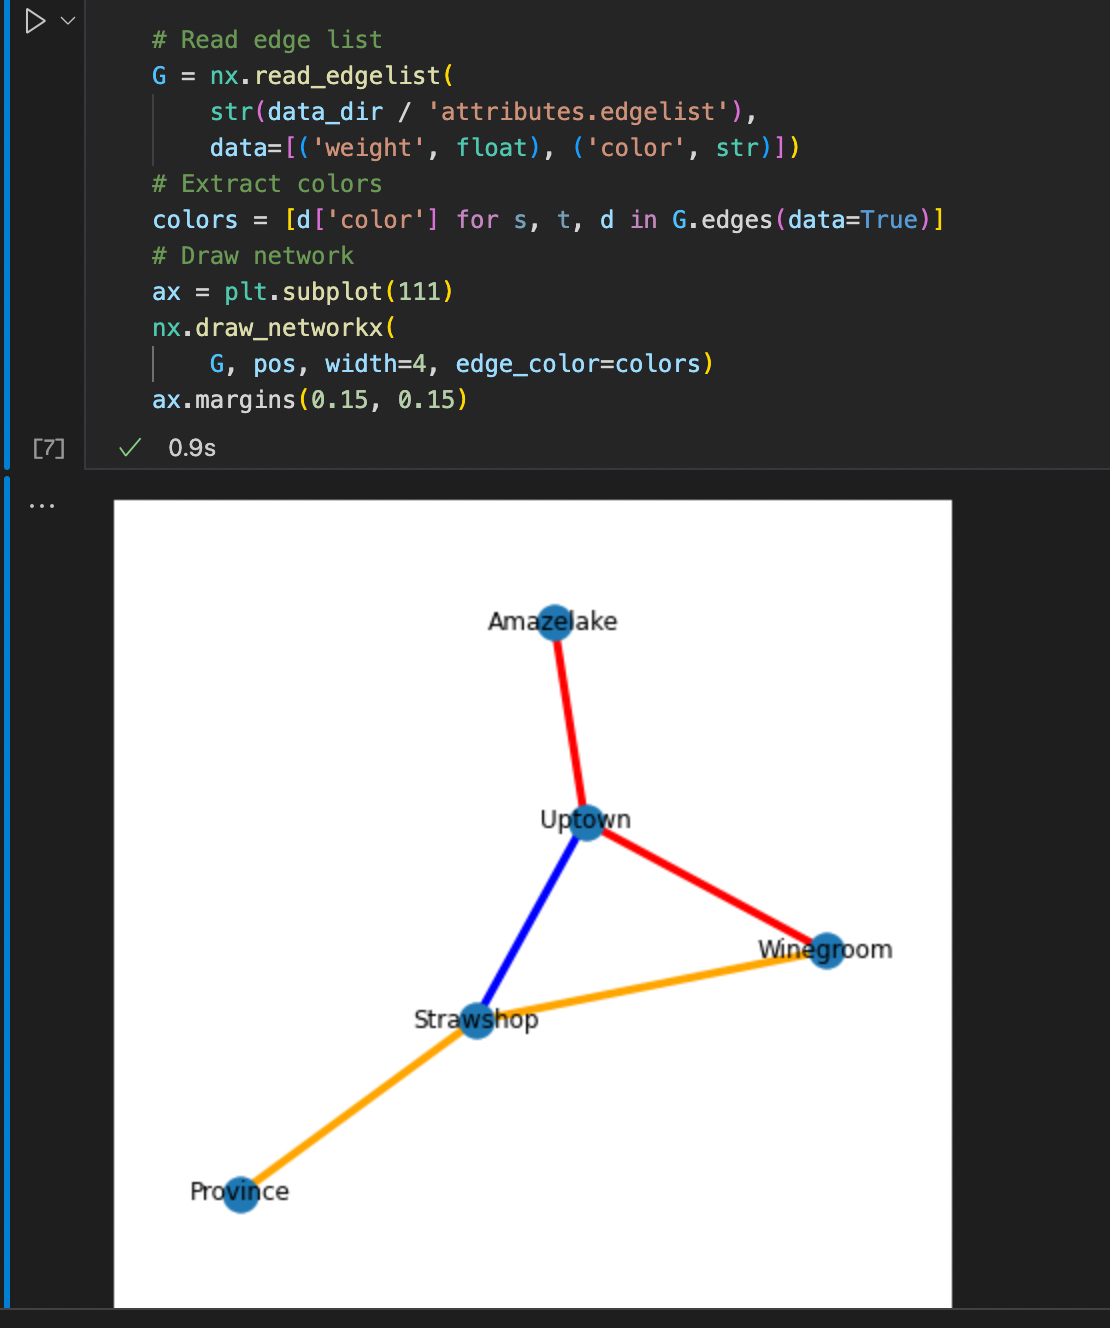 # Read edge list
G = nx.read_edgelist(
str(data_dir / 'attributes.edgelist'),
data=[('weight', float), ('color', str)])
# Extract colors
colors = [d['color'] for s, t, d in G.edges(data=True)]
# Draw network
ax = plt.subplot(111)
nx.draw_networkx(
G, pos, width=4, edge_color=colors)
ax.margins(0.15, 0.15)
[7] 0.9s
...
Amazelake
Uptown
Winegroom
Strawshop
Province